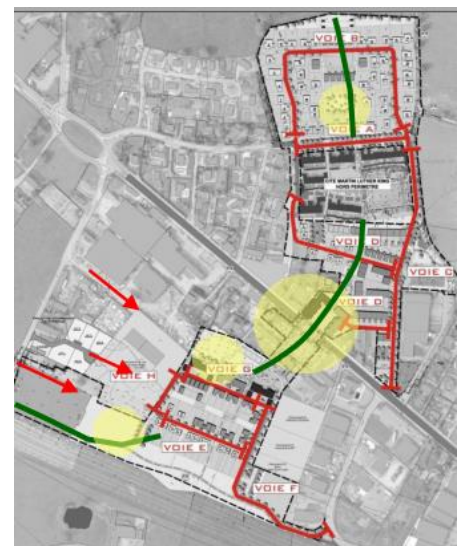 VOIE B
VOIE A
CITE MARTIN LUTHER KING
HORS PERIMETRE
VOIE D
VOIE C
VOIE D
VOIE G
VOIE H
VOIE E
VOIE F